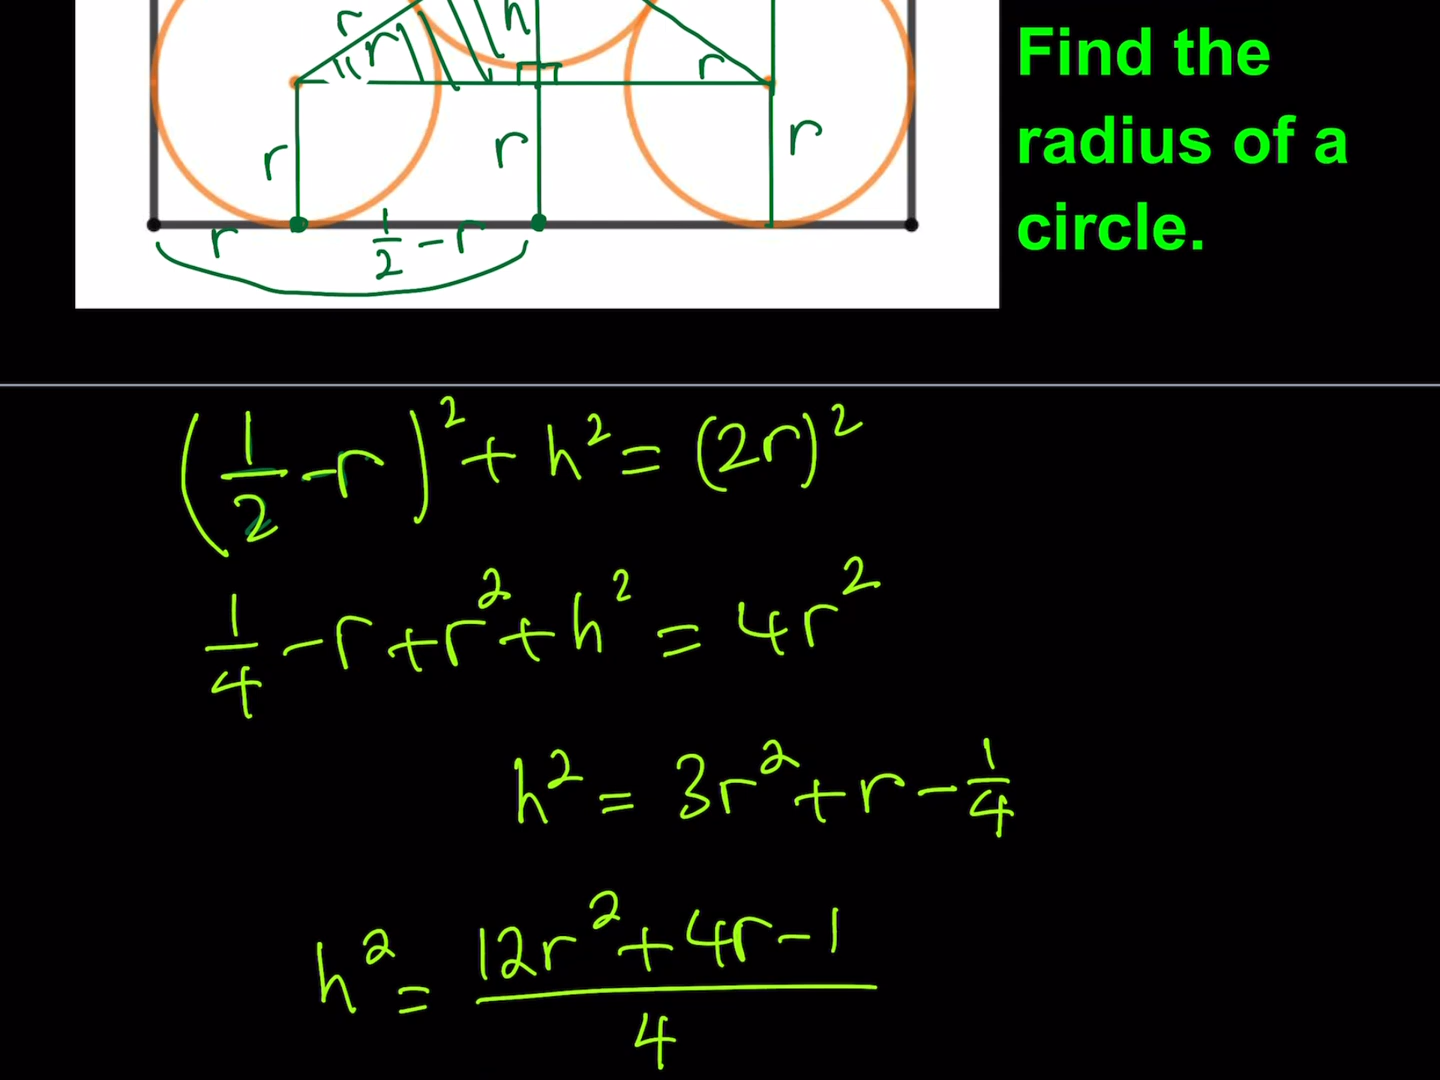 r
h
r
r
Find the
radius of a
circle.
r
r
r
r
1/2 - r
(1/2 - r)² + h² = (2r)²
1/4 - r + r² + h² = 4r²
h² = 3r² + r - 1/4
h² = (12r² + 4r - 1)/4